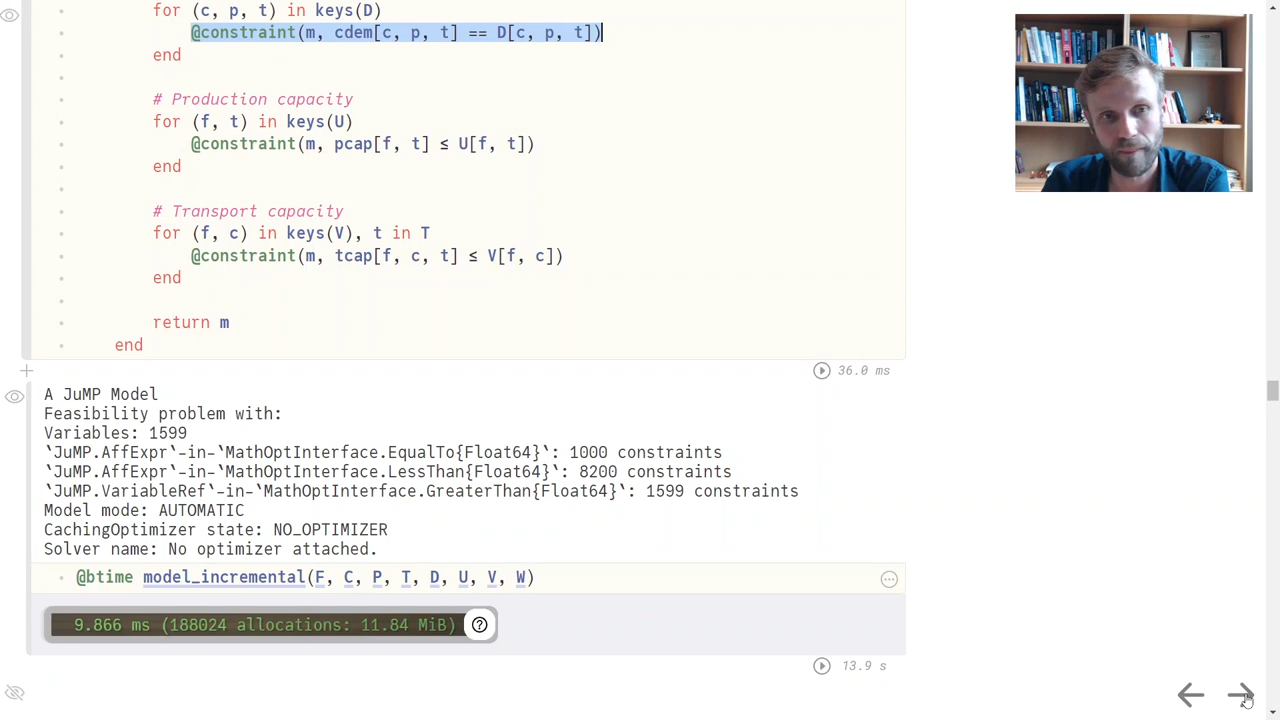 for (c, p, t) in keys(D)
@constraint(m, cdem[c, p, t] == D[c, p, t])
end
# Production capacity
for (f, t) in keys(U)
@constraint(m, pcap[f, t] ≤ U[f, t])
end
# Transport capacity
for (f, c) in keys(V), t in T
@constraint(m, tcap[f, c, t] ≤ V[f, c])
end
return m
end
36.0 ms
A JuMP Model
Feasibility problem with:
Variables: 1599
`JuMP.AffExpr`-in-`MathOptInterface.EqualTo{Float64}`: 1000 constraints
`JuMP.AffExpr`-in-`MathOptInterface.LessThan{Float64}`: 8200 constraints
`JuMP.VariableRef`-in-`MathOptInterface.GreaterThan{Float64}`: 1599 constraints
Model mode: AUTOMATIC
CachingOptimizer state: NO_OPTIMIZER
Solver name: No optimizer attached.
@btime model_incremental(F, C, P, T, D, U, V, W)
9.866 ms (188024 allocations: 11.84 MiB)
13.9 s